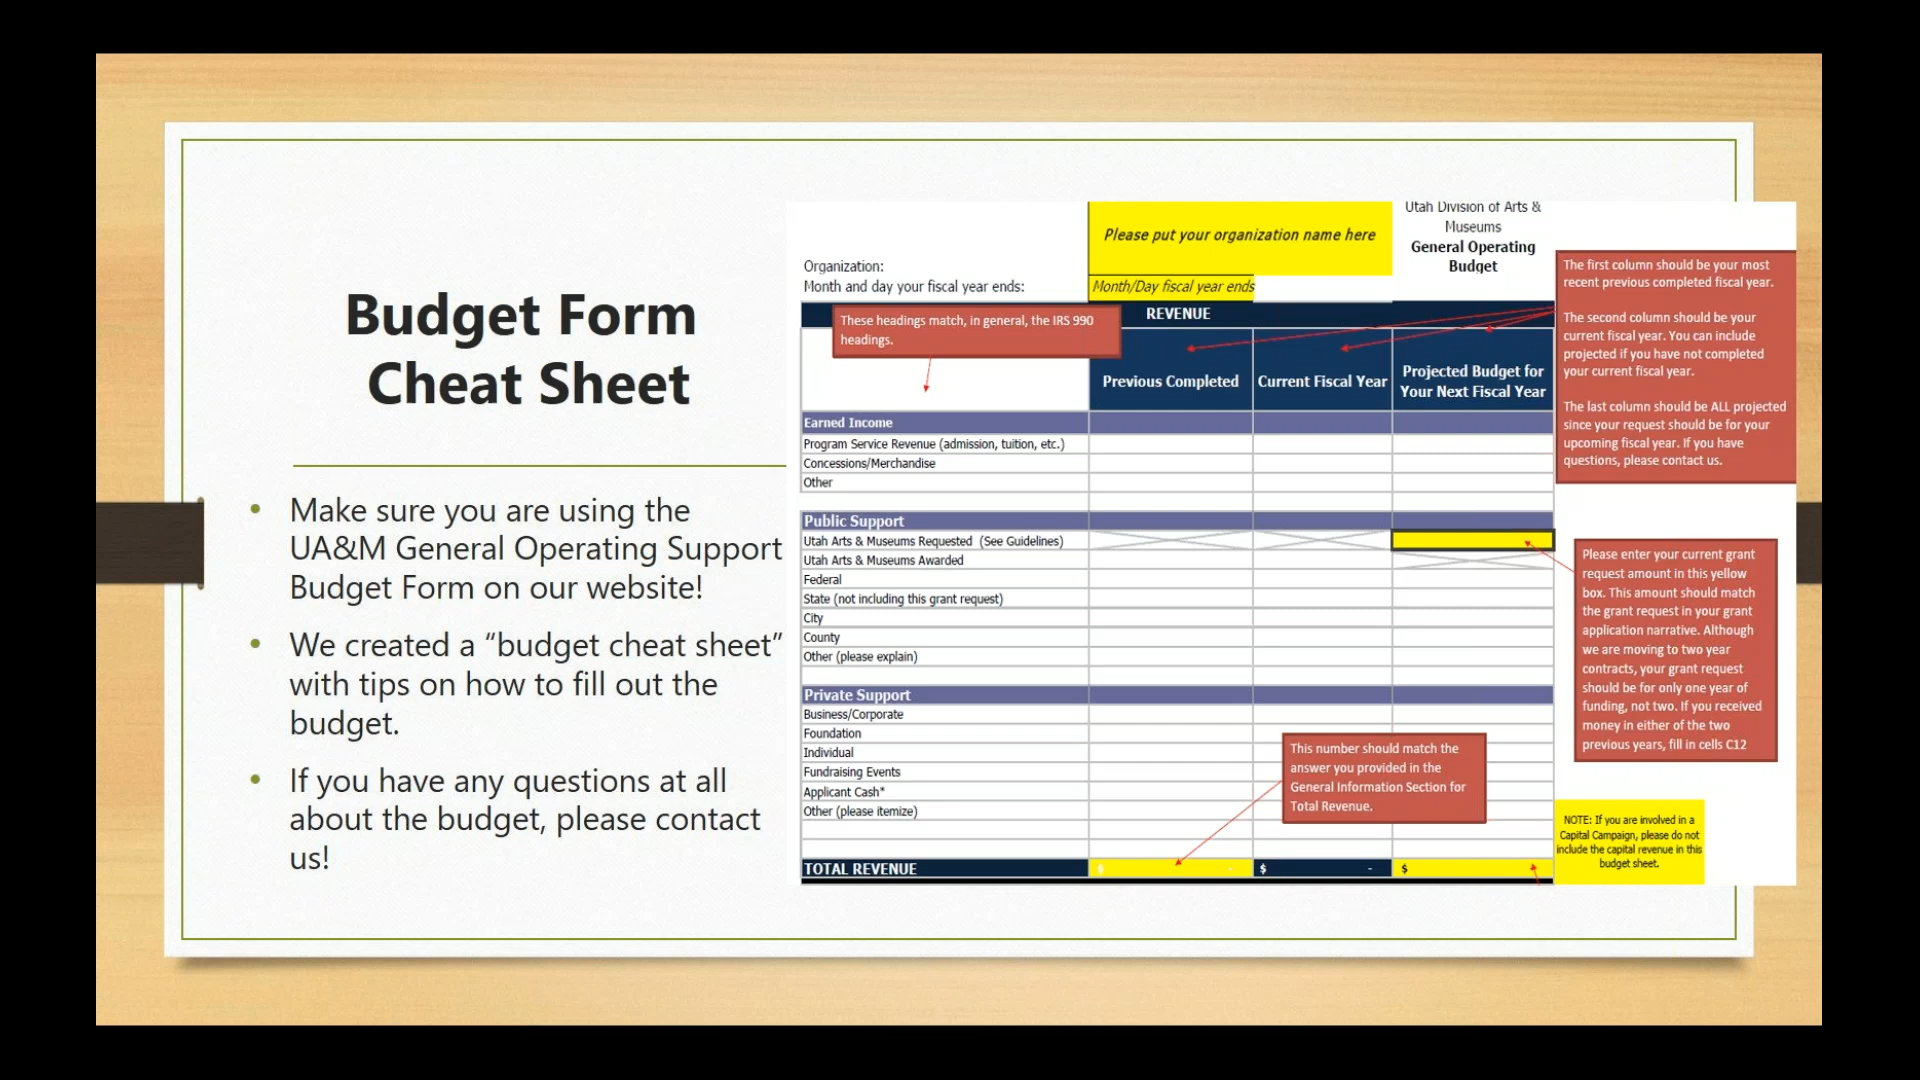 Budget Form
Cheat Sheet
• Make sure you are using the
UA&M General Operating Support
Budget Form on our website!
• We created a “budget cheat sheet”
with tips on how to fill out the
budget.
• If you have any questions at all
about the budget, please contact
us!
Please put your organization name here
Utah Division of Arts &
Museums
General Operating
Budget
Organization:
Month and day your fiscal year ends:
Month/Day fiscal year ends
REVENUE
These headings match, in general, the IRS 990
headings.
Previous Completed
Current Fiscal Year
Projected Budget for
Your Next Fiscal Year
The first column should be your most
recent previous completed fiscal year.
The second column should be your
current fiscal year. You can include
projected if you have not completed
your current fiscal year.
The last column should be ALL projected
since your request should be for your
upcoming fiscal year. If you have
questions, please contact us.
Earned Income
Program Service Revenue (admission, tuition, etc.)
Concessions/Merchandise
Other
Public Support
Utah Arts & Museums Requested (See Guidelines)
Utah Arts & Museums Awarded
Federal
State (not including this grant request)
City
County
Other (please explain)
Please enter your current grant
request amount in this yellow
box. This amount should match
the grant request in your grant
application narrative. Although
we are moving to two year
contracts, your grant request
should be for only one year of
funding, not two. If you received
money in either of the two
previous years, fill in cells C12
Private Support
Business/Corporate
Foundation
Individual
Fundraising Events
Applicant Cash*
Other (please itemize)
This number should match the
answer you provided in the
General Information Section for
Total Revenue.
NOTE: If you are involved in a
Capital Campaign, please do not
include the capital revenue in this
budget sheet.
TOTAL REVENUE $ - $ - $